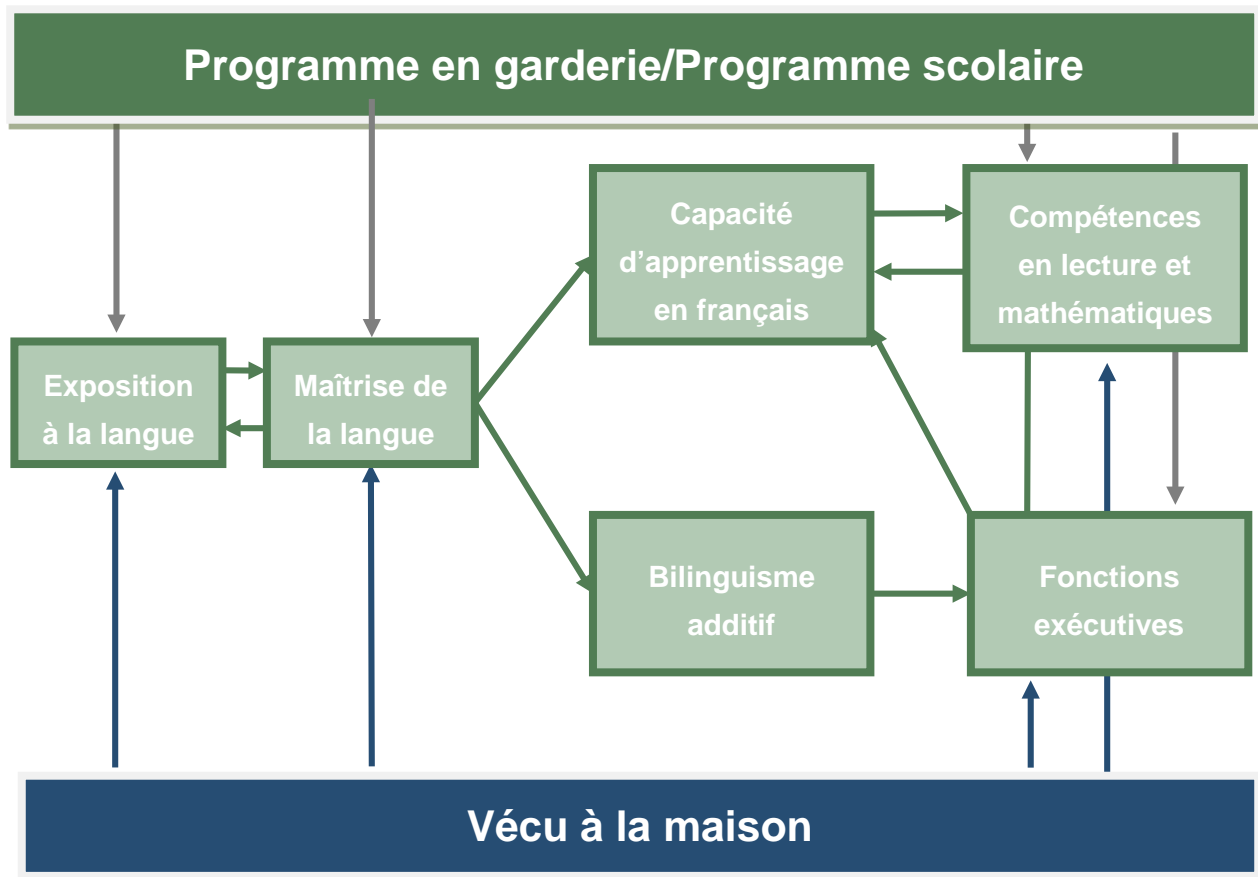 Programme en garderie/Programme scolaire
Capacité
d’apprentissage
en français
Compétences
en lecture et
mathématiques
Exposition
à la langue
Maîtrise de
la langue
Bilinguisme
additif
Fonctions
exécutives
Vécu à la maison